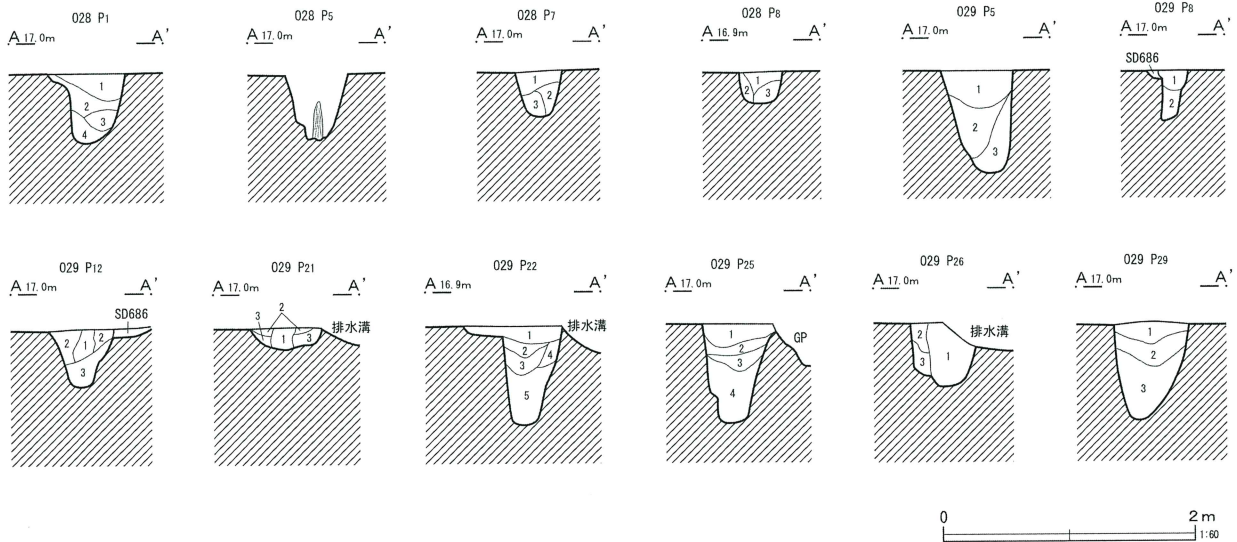 028 P1
A 17.0m A'
1
2
3
4
028 P5
A 17.0m A'
028 P7
A 17.0m A'
1
2
3
028 P8
A 16.9m A'
1
2
3
029 P5
A 17.0m A'
1
2
3
029 P8
A 17.0m A'
SD686
1
2
029 P12
A 17.0m A'
SD686
2
1
2
3
029 P21
A 17.0m A'
2
3
1
3
排水溝
029 P22
A 16.9m A'
排水溝
1
2
3
4
5
029 P25
A 17.0m A'
1
2
3
4
GP
029 P26
A 17.0m A'
排水溝
2
3
1
029 P29
A 17.0m A'
1
2
3
0 2m
1:60